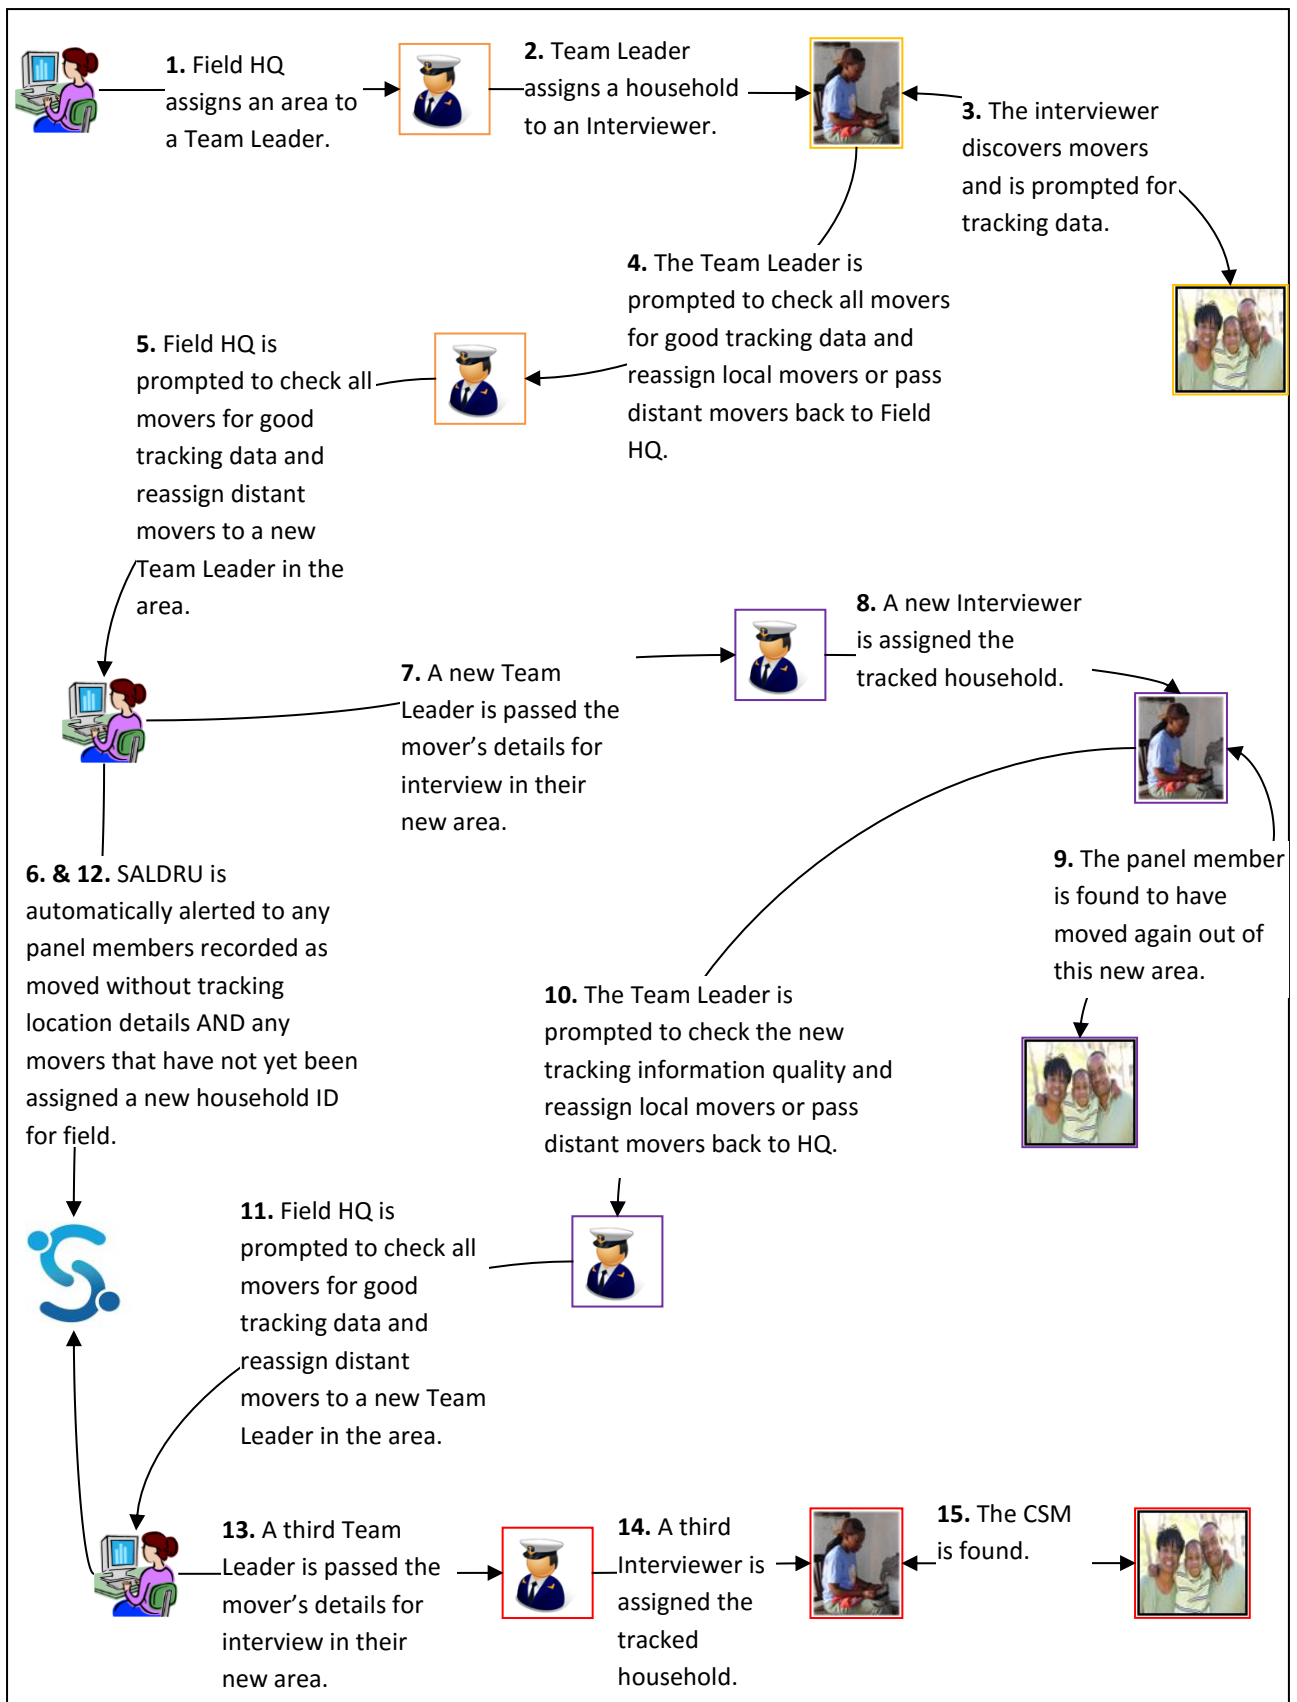 1. Field HQ
assigns an area to
a Team Leader.
2. Team Leader
assigns a household
to an Interviewer.
3. The interviewer
discovers movers
and is prompted for
tracking data.
4. The Team Leader is
prompted to check all movers
for good tracking data and
reassign local movers or pass
distant movers back to Field
HQ.
5. Field HQ is
prompted to check all
movers for good
tracking data and
reassign distant
movers to a new
Team Leader in the
area.
6. & 12. SALDRU is
automatically alerted to any
panel members recorded as
moved without tracking
location details AND any
movers that have not yet been
assigned a new household ID
for field.
7. A new Team
Leader is passed the
mover’s details for
interview in their
new area.
8. A new Interviewer
is assigned the
tracked household.
9. The panel member
is found to have
moved again out of
this new area.
10. The Team Leader is
prompted to check the new
tracking information quality and
reassign local movers or pass
distant movers back to HQ.
11. Field HQ is
prompted to check all
movers for good
tracking data and
reassign distant
movers to a new Team
Leader in the area.
13. A third Team
Leader is passed the
mover’s details for
interview in their
new area.
14. A third
Interviewer is
assigned the
tracked
household.
15. The CSM
is found.